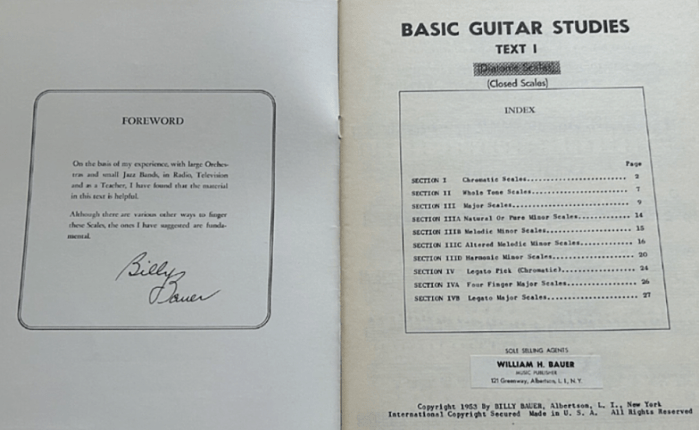 FOREWORD
On the basis of my experience, with large Orches-
tras and small Jazz Bands, in Radio, Television
and as a Teacher, I have found that the material
in this text is helpful.
Although there are various other ways to finger
these Scales, the ones I have suggested are funda-
mental.
Billy
Bauer
BASIC GUITAR STUDIES
TEXT I
(Diatonic Scales)
(Closed Scales)
INDEX
Page
SECTION I Chromatic Scales 2
SECTION II Whole Tone Scales 7
SECTION III Major Scales 9
SECTION IIIA Natural Or Pure Minor Scales 14
SECTION IIIB Melodic Minor Scales 15
SECTION IIIC Altered Melodic Minor Scales 16
SECTION IIID Harmonic Minor Scales 20
SECTION IV Legato Pick (Chromatic) 24
SECTION IVA Four Finger Major Scales 26
SECTION IVB Legato Major Scales 27
SOLE SELLING AGENTS
WILLIAM H. BAUER
MUSIC PUBLISHER
121 Greenway, Albertson, L. I., N. Y.
Copyright 1953 By BILLY BAUER, Albertson, L. I., New York
International Copyright Secured Made in U. S. A. All Rights Reserved